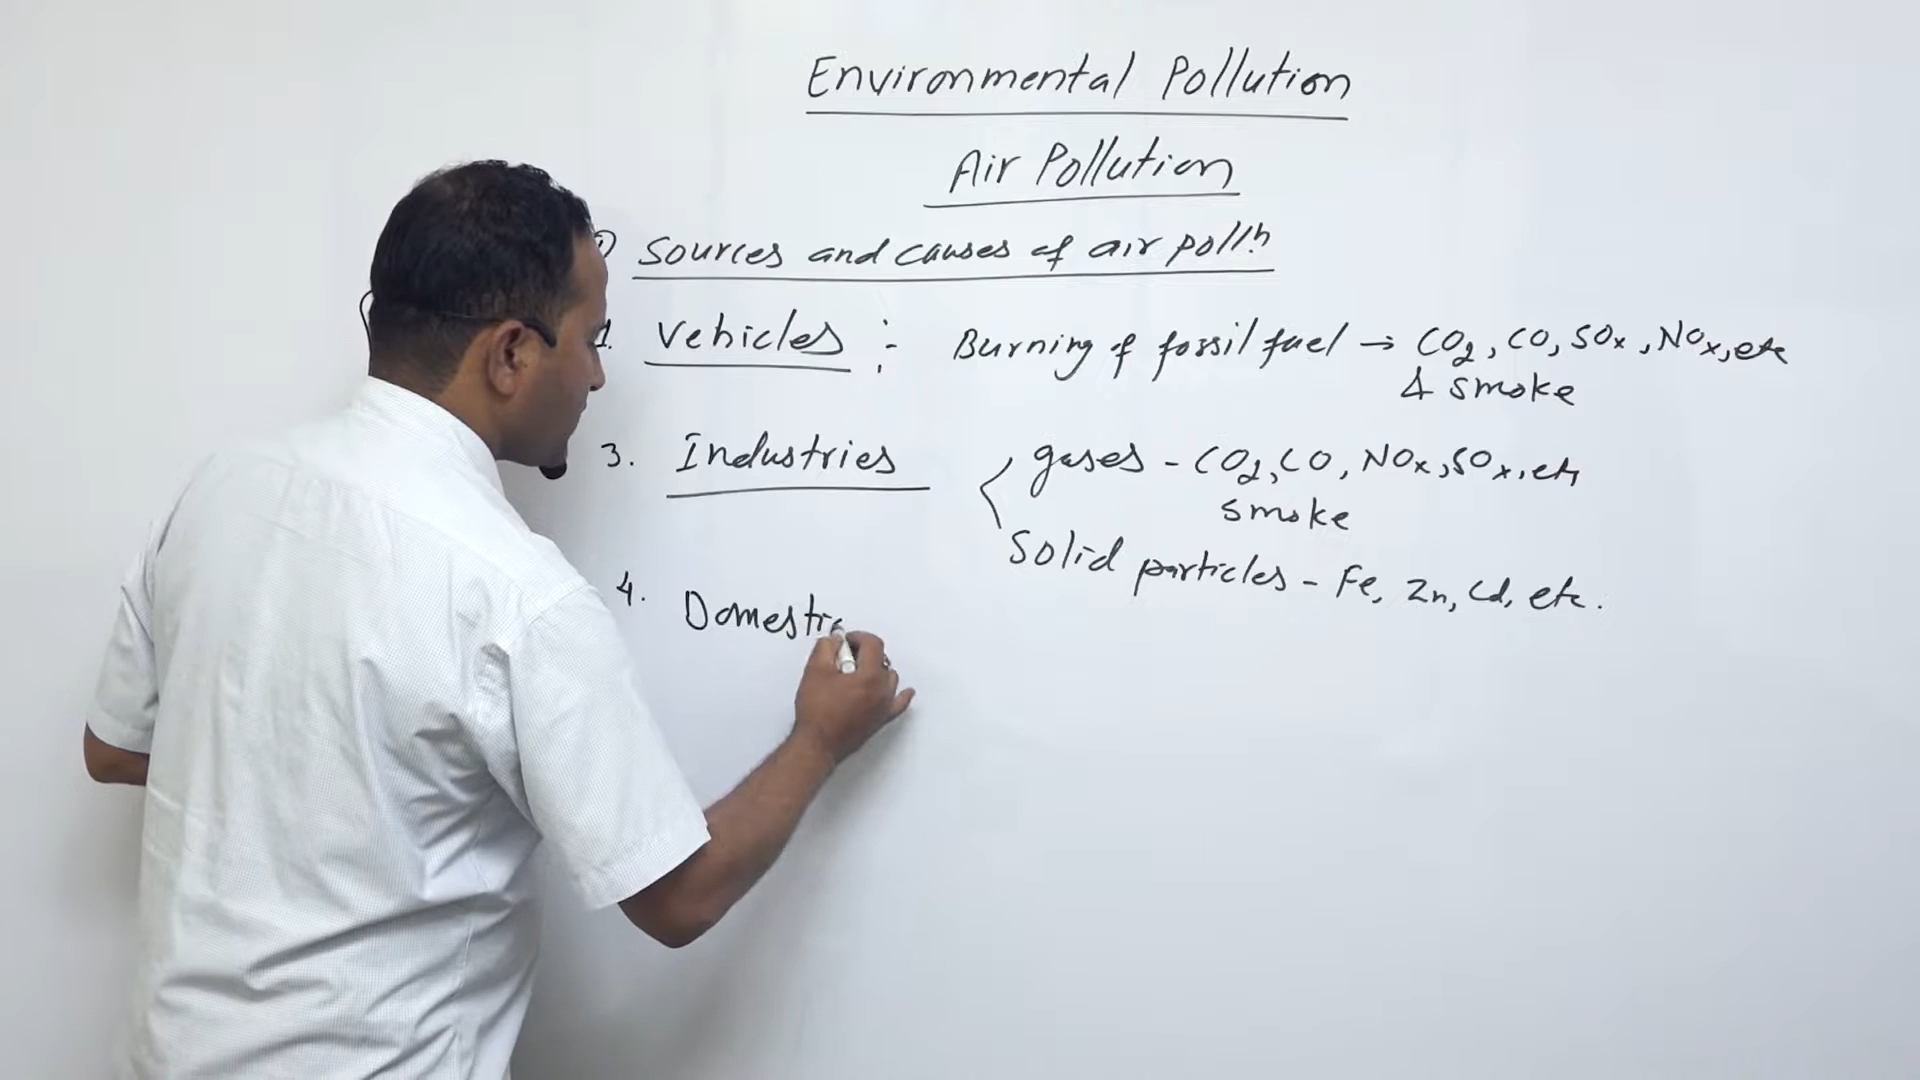 Environmental Pollution
Air Pollution
① Sources and causes of air pollⁿ
1. Vehicles :- Burning of fossil fuel → CO₂, CO, SOₓ, NOₓ, etc
& smoke
3. Industries < gases - CO₂, CO, NOₓ, SOₓ, etc
smoke
Solid particles - Fe, Zn, Cd, etc.
4. Domestic